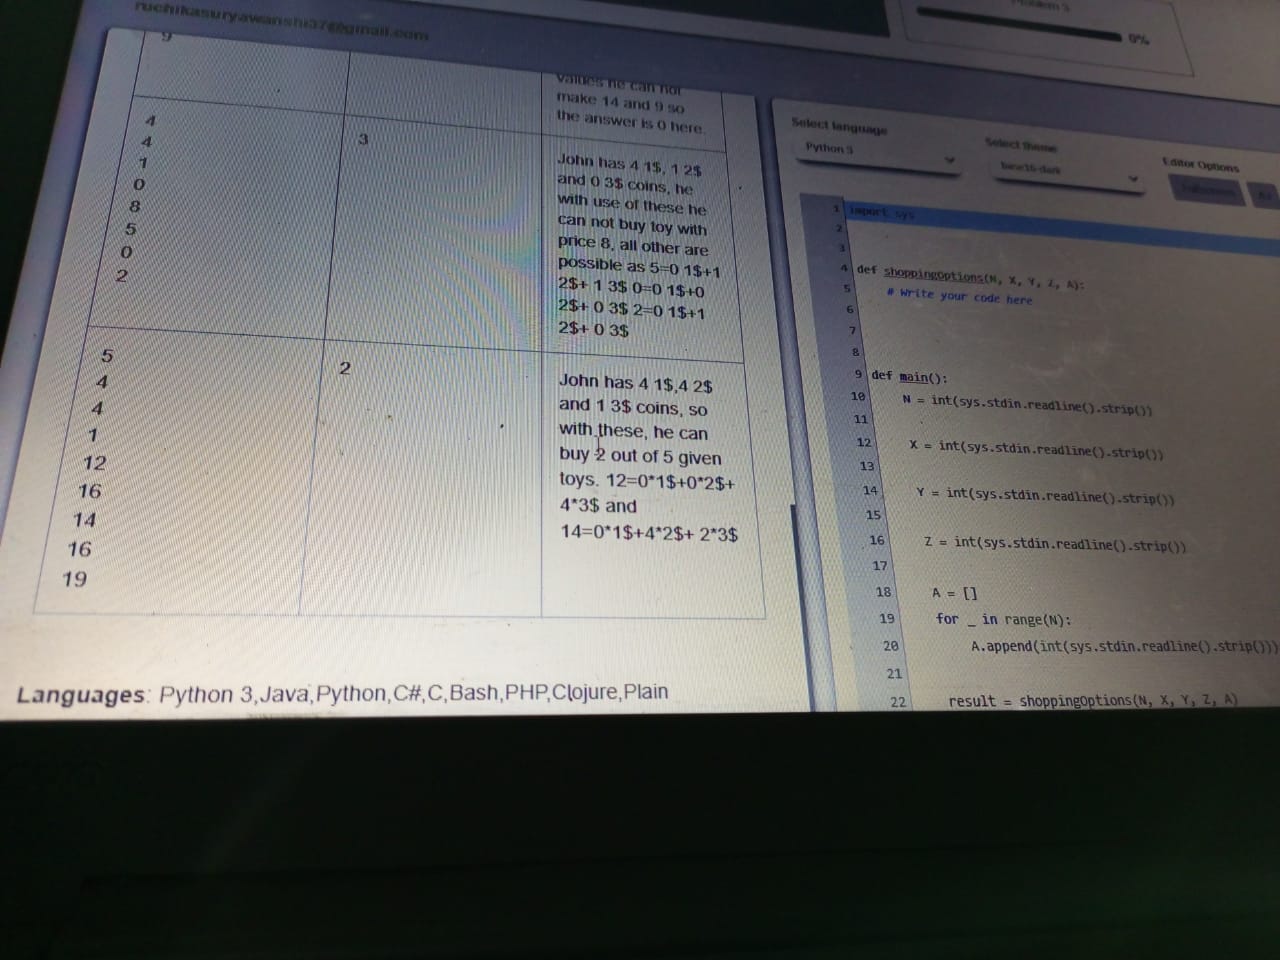 ruchikasuryawanshi37@gmail.com
Problem 3
0%
9
values he can not
make 14 and 9 so
the answer is 0 here.
4
4
1
0
8
5
0
2
3
John has 4 1$, 1 2$
and 0 3$ coins, he
with use of these he
can not buy toy with
price 8, all other are
possible as 5=0 1$+1
2$+ 1 3$ 0=0 1$+0
2$+ 0 3$ 2=0 1$+1
2$+ 0 3$
5
4
4
1
12
16
14
16
19
2
John has 4 1$,4 2$
and 1 3$ coins, so
with these, he can
buy 2 out of 5 given
toys. 12=0*1$+0*2$+
4*3$ and
14=0*1$+4*2$+ 2*3$
Languages: Python 3,Java,Python,C#,C,Bash,PHP,Clojure,Plain
Select language
Python 3
Select theme
base16-dark
Editor Options
1 import sys
2
3
4 def shoppingOptions(N, X, Y, Z, A):
5 # Write your code here
6
7
8
9 def main():
10 N = int(sys.stdin.readline().strip())
11
12 X = int(sys.stdin.readline().strip())
13
14 Y = int(sys.stdin.readline().strip())
15
16 Z = int(sys.stdin.readline().strip())
17
18 A = []
19 for _ in range(N):
20 A.append(int(sys.stdin.readline().strip()))
21
22 result = shoppingOptions(N, X, Y, Z, A)